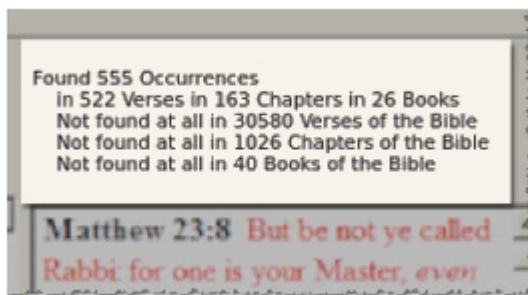 Found 555 Occurrences
in 522 Verses in 163 Chapters in 26 Books
Not found at all in 30580 Verses of the Bible
Not found at all in 1026 Chapters of the Bible
Not found at all in 40 Books of the Bible
Matthew 23:8 But be not ye called
Rabbi: for one is your Master, even